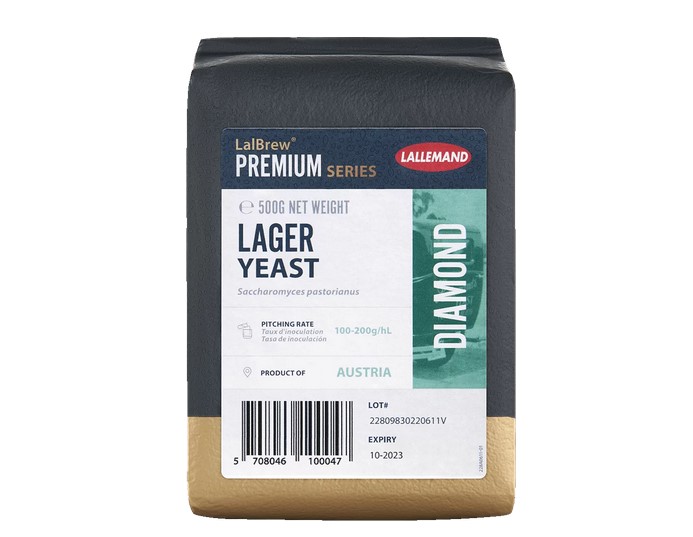 LalBrew®
PREMIUM SERIES
LALLEMAND
℮ 500G NET WEIGHT
LAGER
YEAST
Saccharomyces pastorianus
DIAMOND
PITCHING RATE
Taux d'inoculation
Tasa de inoculación
100-200g/hL
PRODUCT OF
AUSTRIA
LOT#
22809830220611V
EXPIRY
10-2023
5 708046 100047